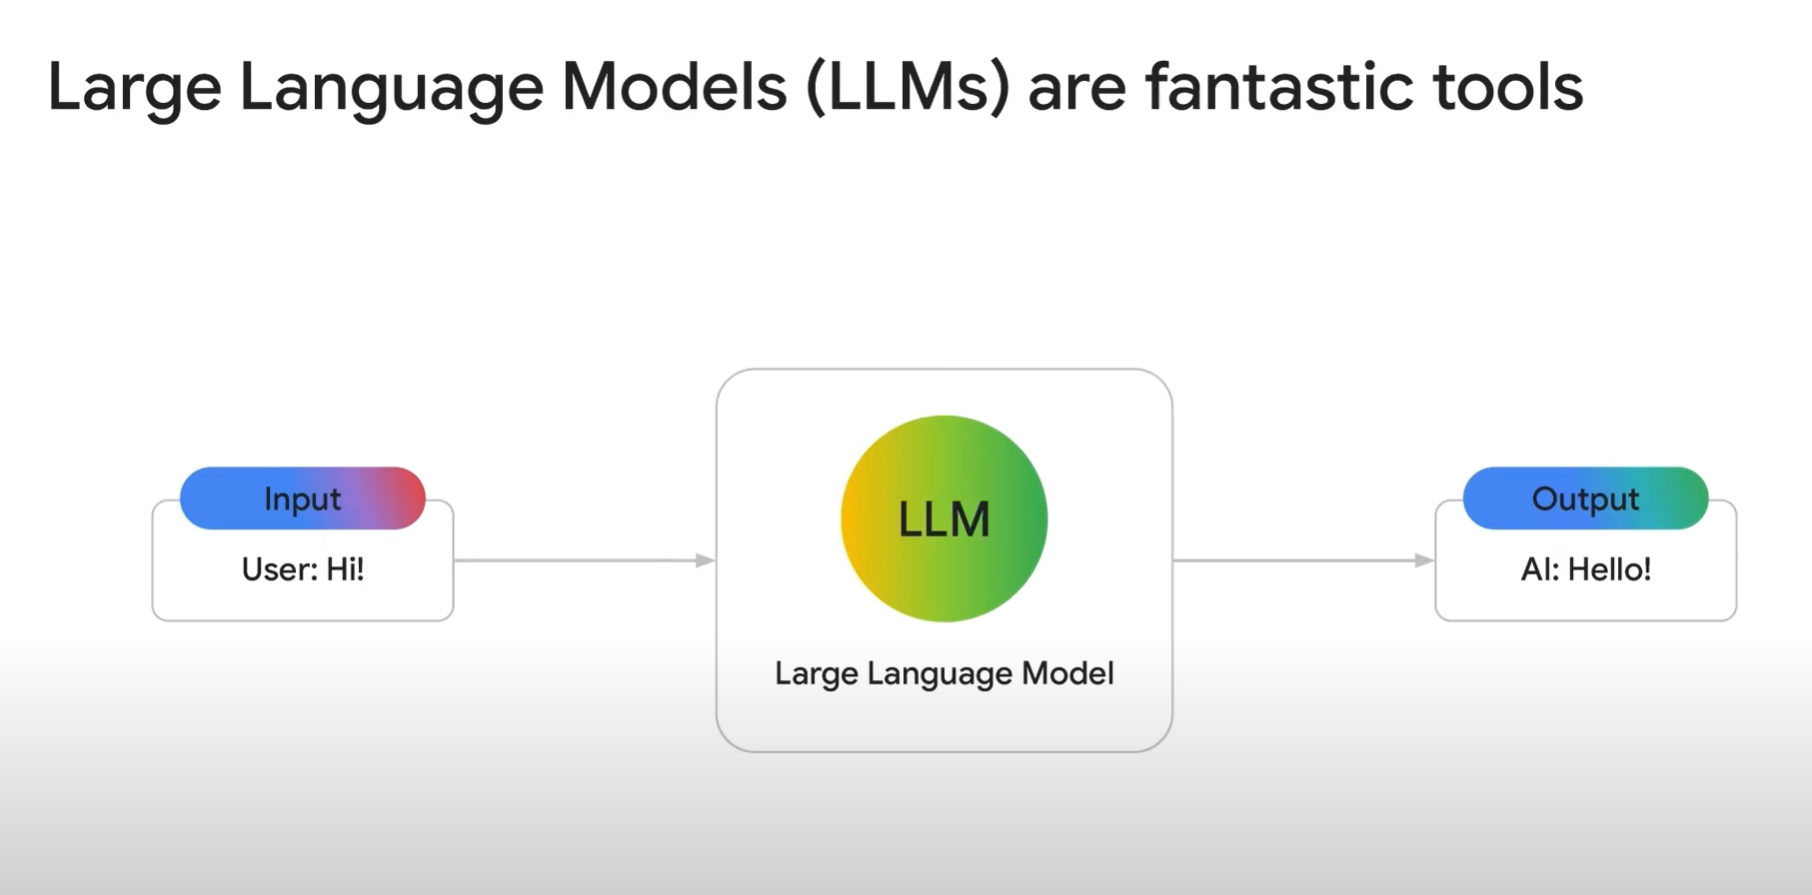 Large Language Models (LLMs) are fantastic tools
Input
User: Hi!
LLM
Large Language Model
Output
AI: Hello!